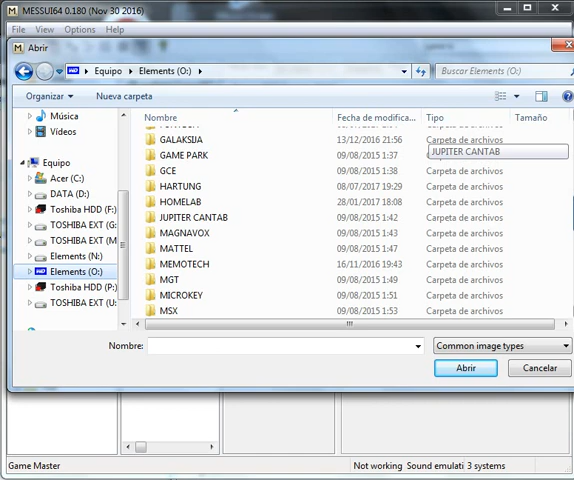 MESSUI64 0.180 (Nov 30 2016)
File View Options Help
Abrir
Equipo Elements (O:)
Buscar Elements (O:)
Organizar Nueva carpeta
Nombre Fecha de modifica... Tipo Tamaño
Música
Vídeos
Equipo
Acer (C:)
DATA (D:)
Toshiba HDD (F:)
TOSHIBA EXT (G:
TOSHIBA EXT (M
Elements (N:)
Elements (O:)
Toshiba HDD (P:)
TOSHIBA EXT (U:
GALAKSIJA 13/12/2016 21:56 Carpeta de archivos
JUPITER CANTAB
GAME PARK 09/08/2015 1:37
GCE 09/08/2015 1:38 Carpeta de archivos
HARTUNG 08/07/2017 19:29 Carpeta de archivos
HOMELAB 28/01/2017 18:08 Carpeta de archivos
JUPITER CANTAB 09/08/2015 1:42 Carpeta de archivos
MAGNAVOX 09/08/2015 1:43 Carpeta de archivos
MATTEL 09/08/2015 1:47 Carpeta de archivos
MEMOTECH 16/11/2016 19:43 Carpeta de archivos
MGT 09/08/2015 1:49 Carpeta de archivos
MICROKEY 09/08/2015 1:51 Carpeta de archivos
MSX 09/08/2015 1:53 Carpeta de archivos
Nombre:
Common image types
Abrir Cancelar
Game Master Not working Sound emulati 3 systems